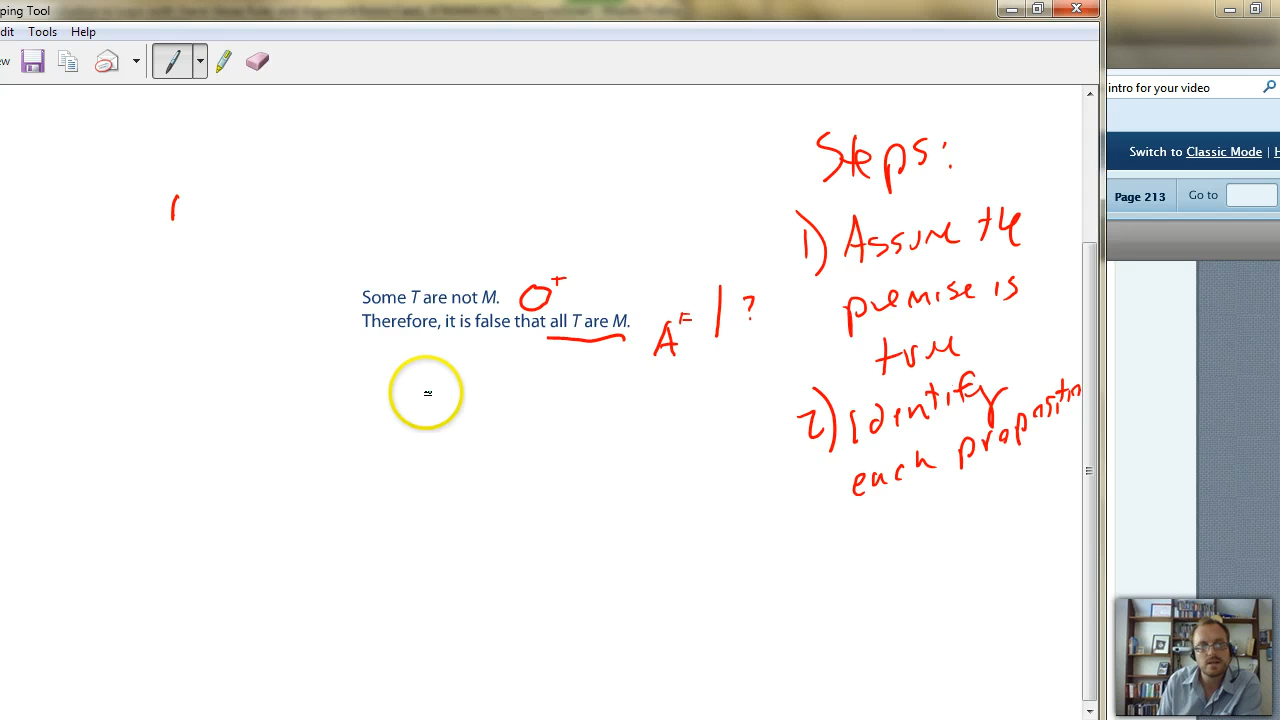 ping Tool
dit Tools Help
intro for your video
Switch to Classic Mode
Page 213 Go to
Steps:
1) Assume the
premise is
true
2) Identify
each proposition
Some T are not M. O+
Therefore, it is false that all T are M. AF | ?